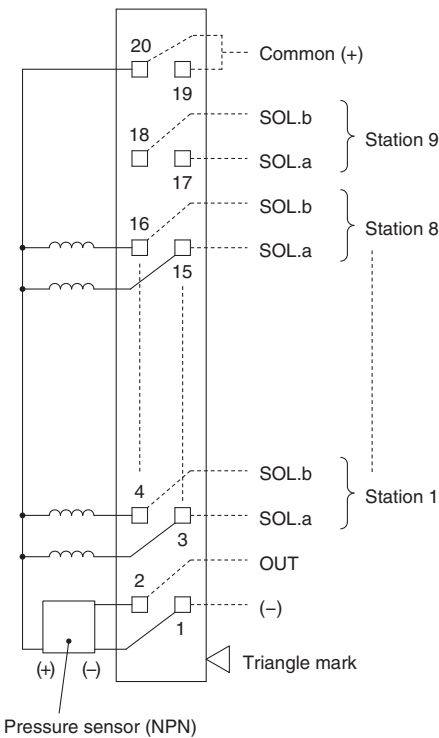 20
Common (+)
19
SOL.b
18
Station 9
SOL.a
17
SOL.b
16
Station 8
SOL.a
15
SOL.b
4
Station 1
SOL.a
3
OUT
2
(–)
1
Triangle mark
(+) (–)
Pressure sensor (NPN)